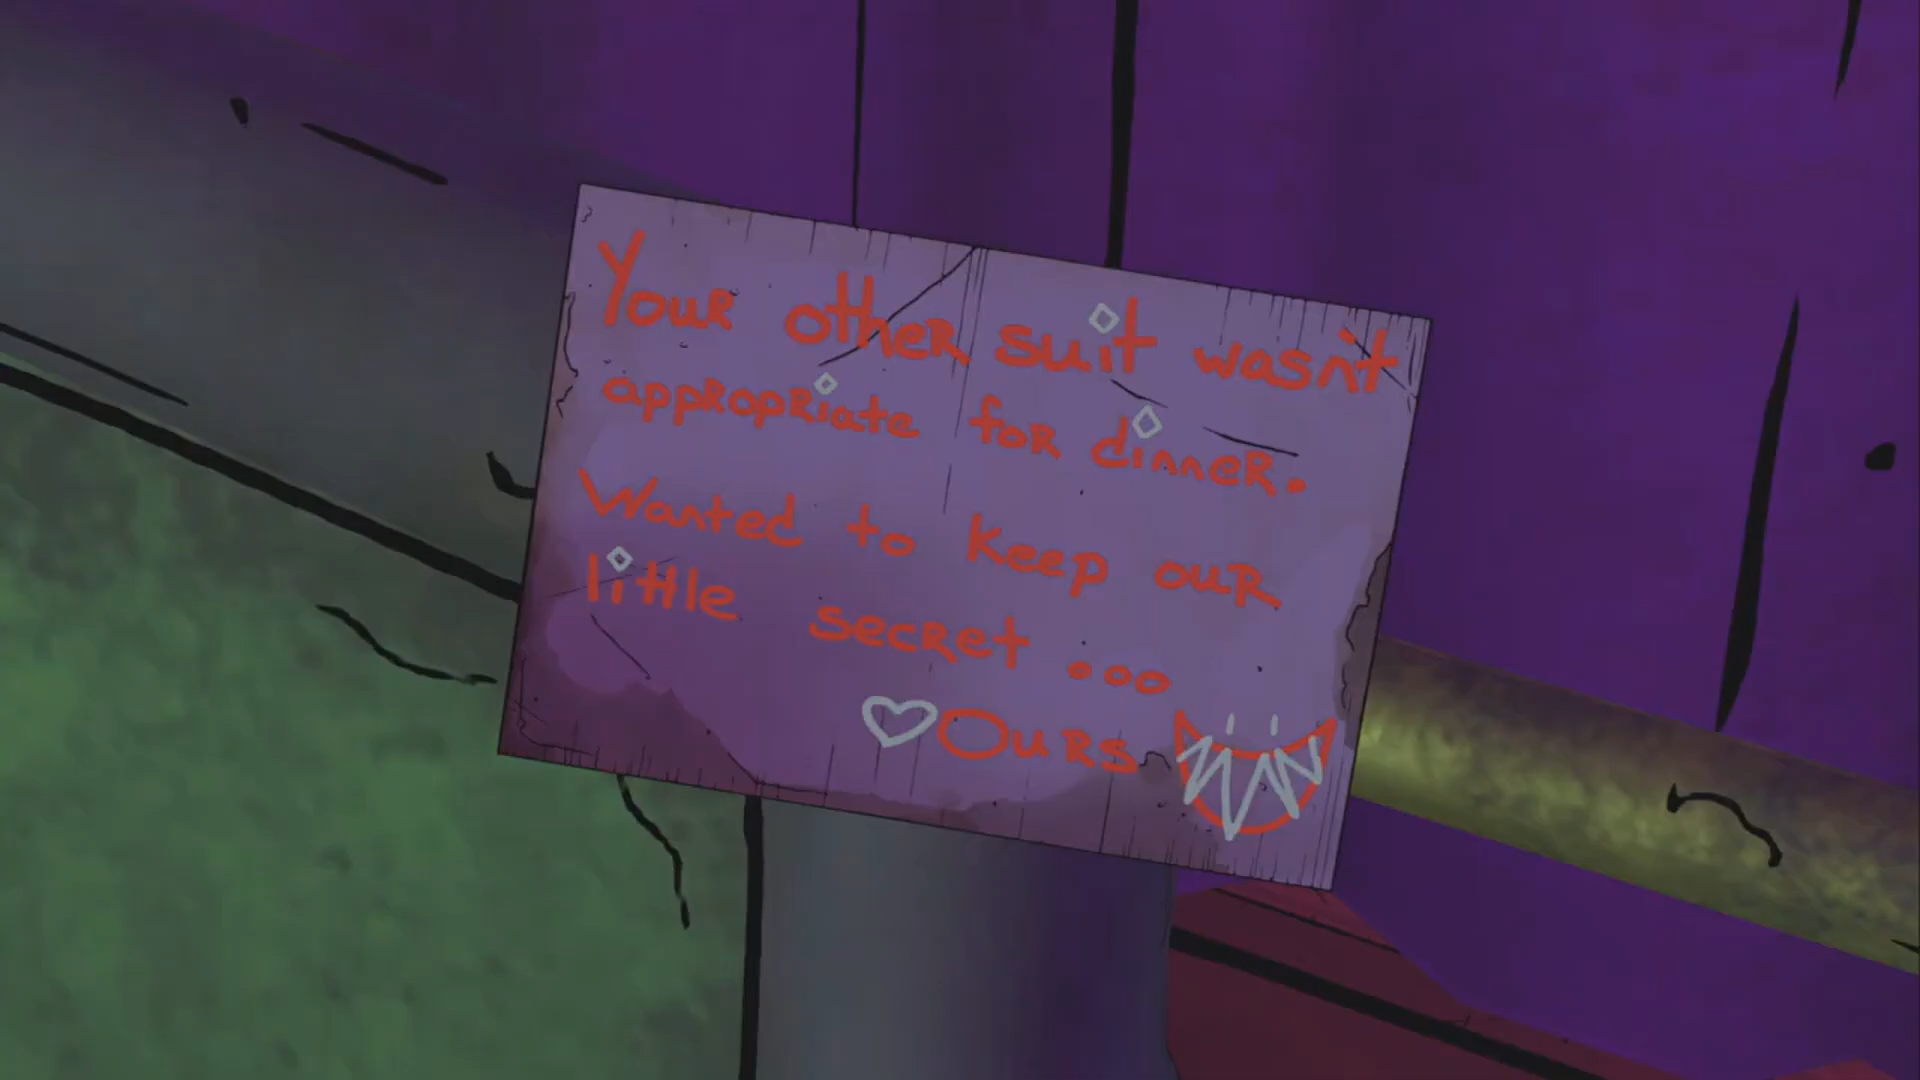 Your other suit wasn't
appropriate for dinner.
Wanted to keep our
little secret...
Ours